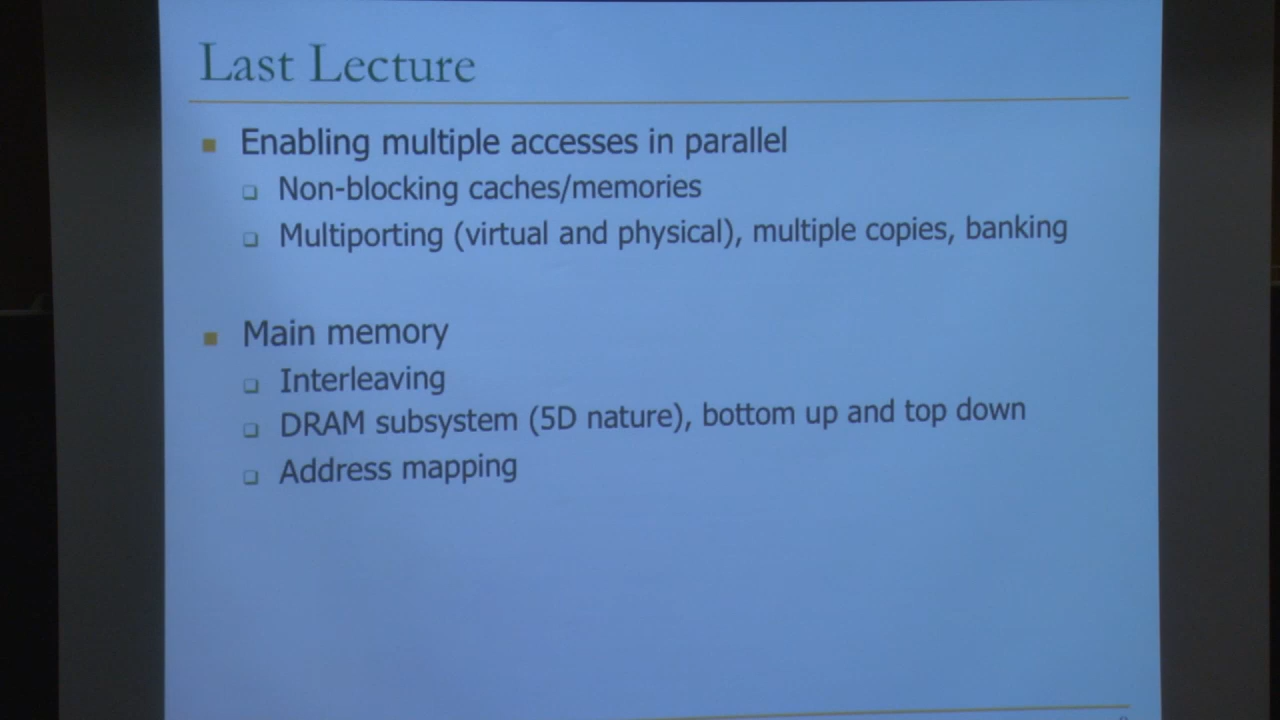 Last Lecture
Enabling multiple accesses in parallel
Non-blocking caches/memories
Multiporting (virtual and physical), multiple copies, banking
Main memory
Interleaving
DRAM subsystem (5D nature), bottom up and top down
Address mapping